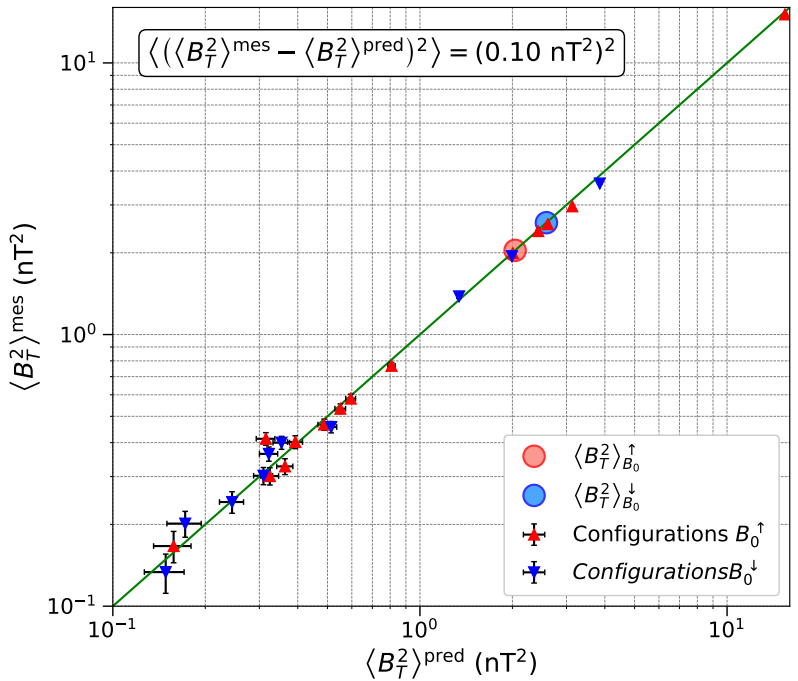 ⟨(⟨B_T^2⟩^mes − ⟨B_T^2⟩^pred)^2⟩ = (0.10 nT^2)^2
⟨B_T^2⟩^mes (nT^2)
10^1
10^0
10^−1
⟨B_T^2⟩_{B_0}^↑
⟨B_T^2⟩_{B_0}^↓
Configurations B_0^↑
ConfigurationsB_0^↓
10^−1 10^0 10^1
⟨B_T^2⟩^pred (nT^2)